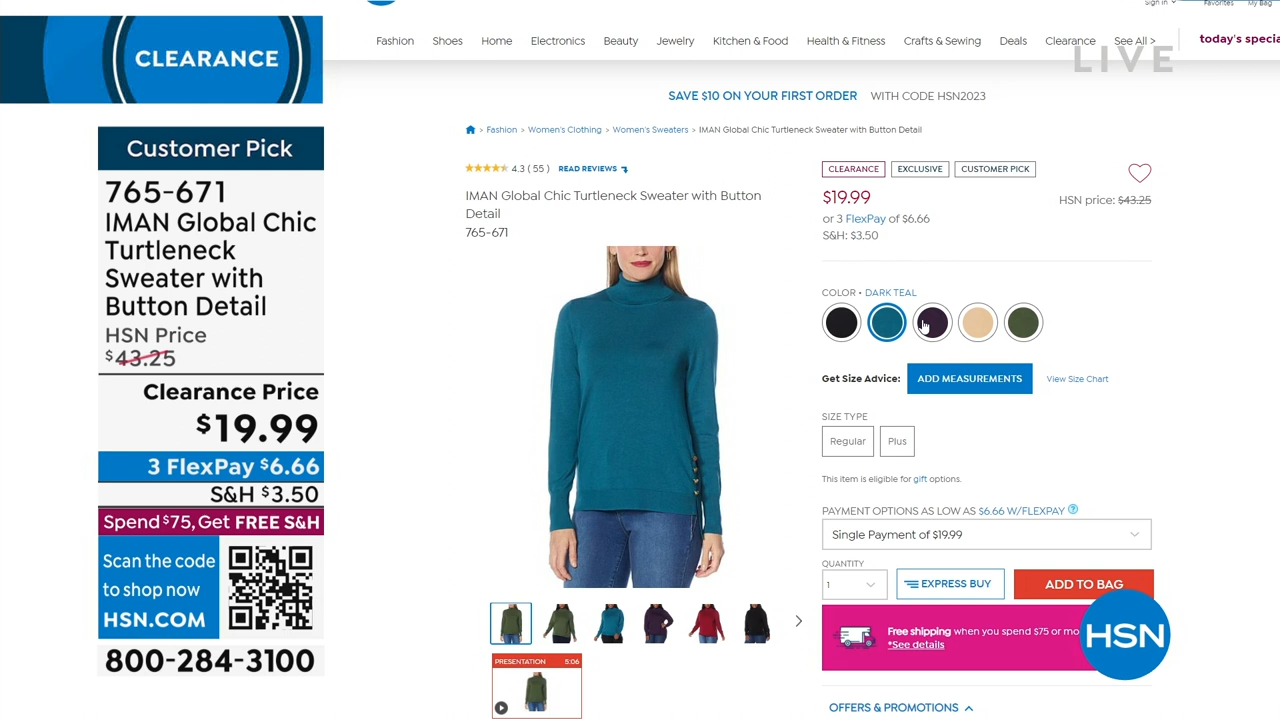 CLEARANCE
Customer Pick
765-671
IMAN Global Chic
Turtleneck
Sweater with
Button Detail
HSN Price
$43.25
Clearance Price
$19.99
3 FlexPay $6.66
S&H $3.50
Spend $75, Get FREE S&H
Scan the code
to shop now
HSN.COM
800-284-3100
Sign in
Favorites
My Bag
Fashion
Shoes
Home
Electronics
Beauty
Jewelry
Kitchen & Food
Health & Fitness
Crafts & Sewing
Deals
Clearance
See All >
today's specia
LIVE
SAVE $10 ON YOUR FIRST ORDER WITH CODE HSN2023
> Fashion > Women's Clothing > Women's Sweaters > IMAN Global Chic Turtleneck Sweater with Button Detail
4.3 ( 55 ) READ REVIEWS
IMAN Global Chic Turtleneck Sweater with Button
Detail
765-671
CLEARANCE
EXCLUSIVE
CUSTOMER PICK
$19.99
HSN price: $43.25
or 3 FlexPay of $6.66
S&H: $3.50
COLOR • DARK TEAL
Get Size Advice:
ADD MEASUREMENTS
View Size Chart
SIZE TYPE
Regular
Plus
This item is eligible for gift options.
PAYMENT OPTIONS AS LOW AS $6.66 W/FLEXPAY ?
Single Payment of $19.99
QUANTITY
1
EXPRESS BUY
ADD TO BAG
Free shipping when you spend $75 or mo
*See details
HSN
PRESENTATION 5:06
OFFERS & PROMOTIONS